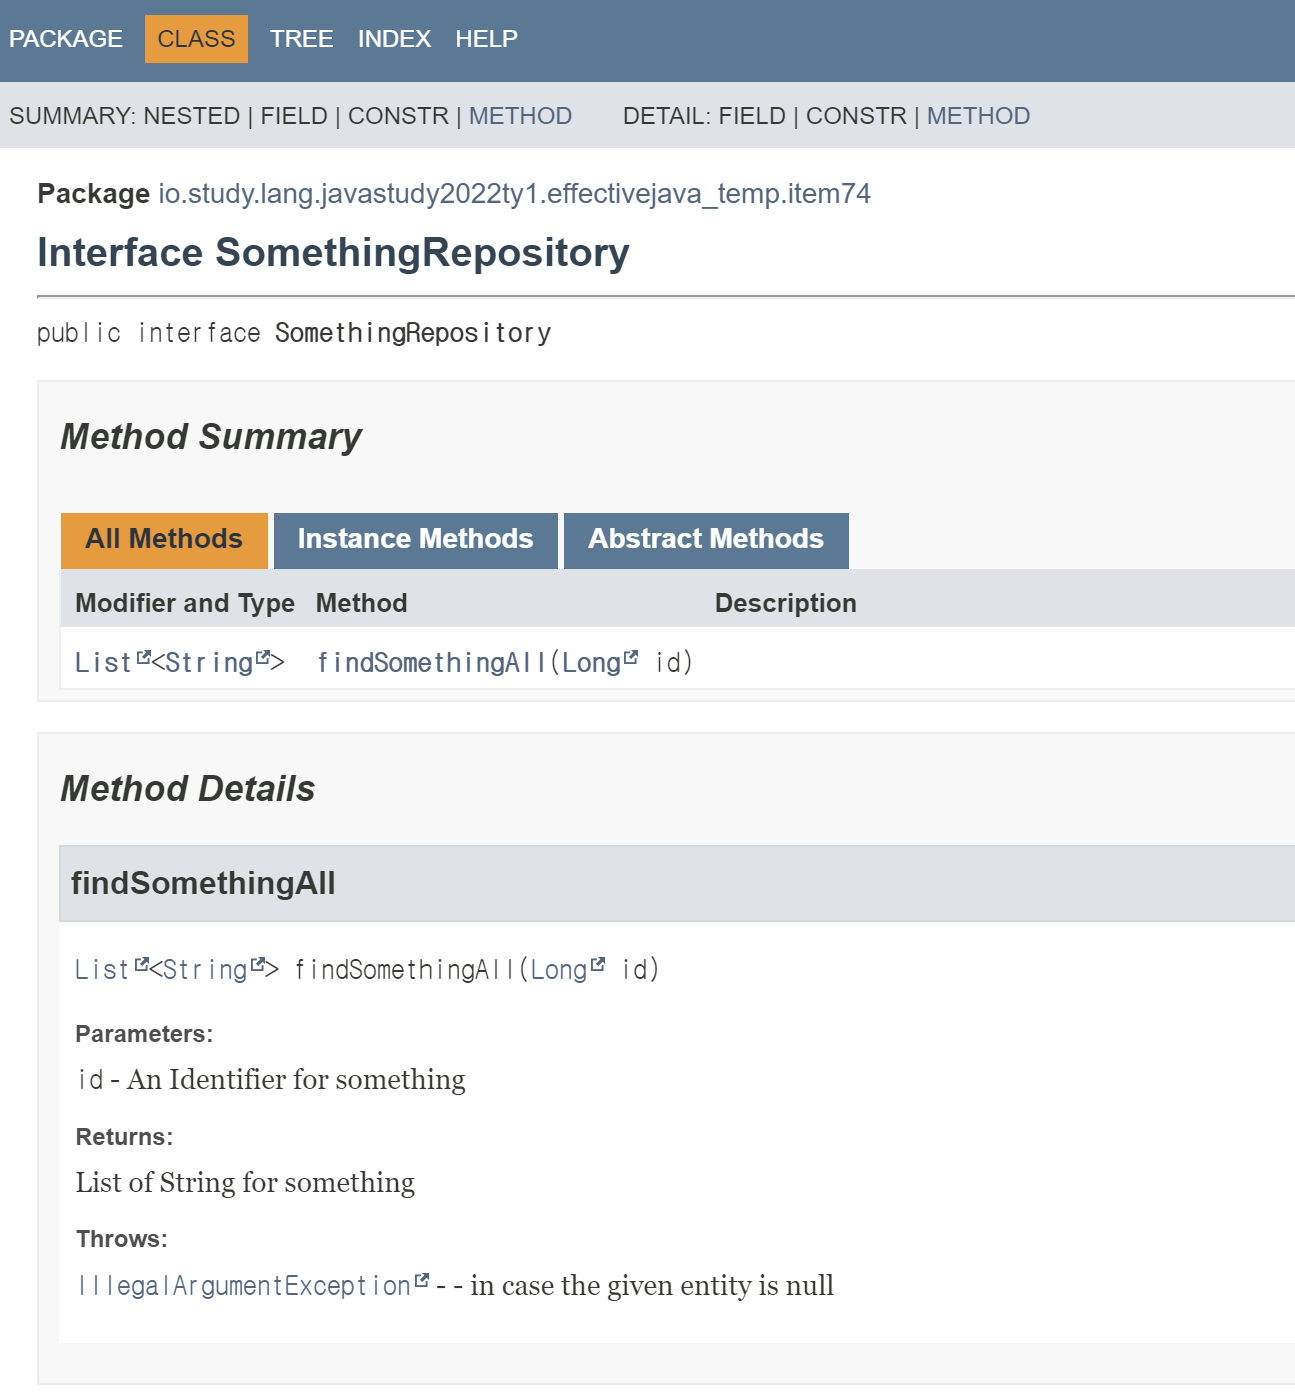 PACKAGE CLASS TREE INDEX HELP
SUMMARY: NESTED | FIELD | CONSTR | METHOD DETAIL: FIELD | CONSTR | METHOD
Package io.study.lang.javastudy2022ty1.effectivejava_temp.item74
Interface SomethingRepository
public interface SomethingRepository
Method Summary
All Methods Instance Methods Abstract Methods
Modifier and Type Method Description
List<String> findSomethingAll(Long id)
Method Details
findSomethingAll
List<String> findSomethingAll(Long id)
Parameters:
id - An Identifier for something
Returns:
List of String for something
Throws:
IllegalArgumentException - - in case the given entity is null